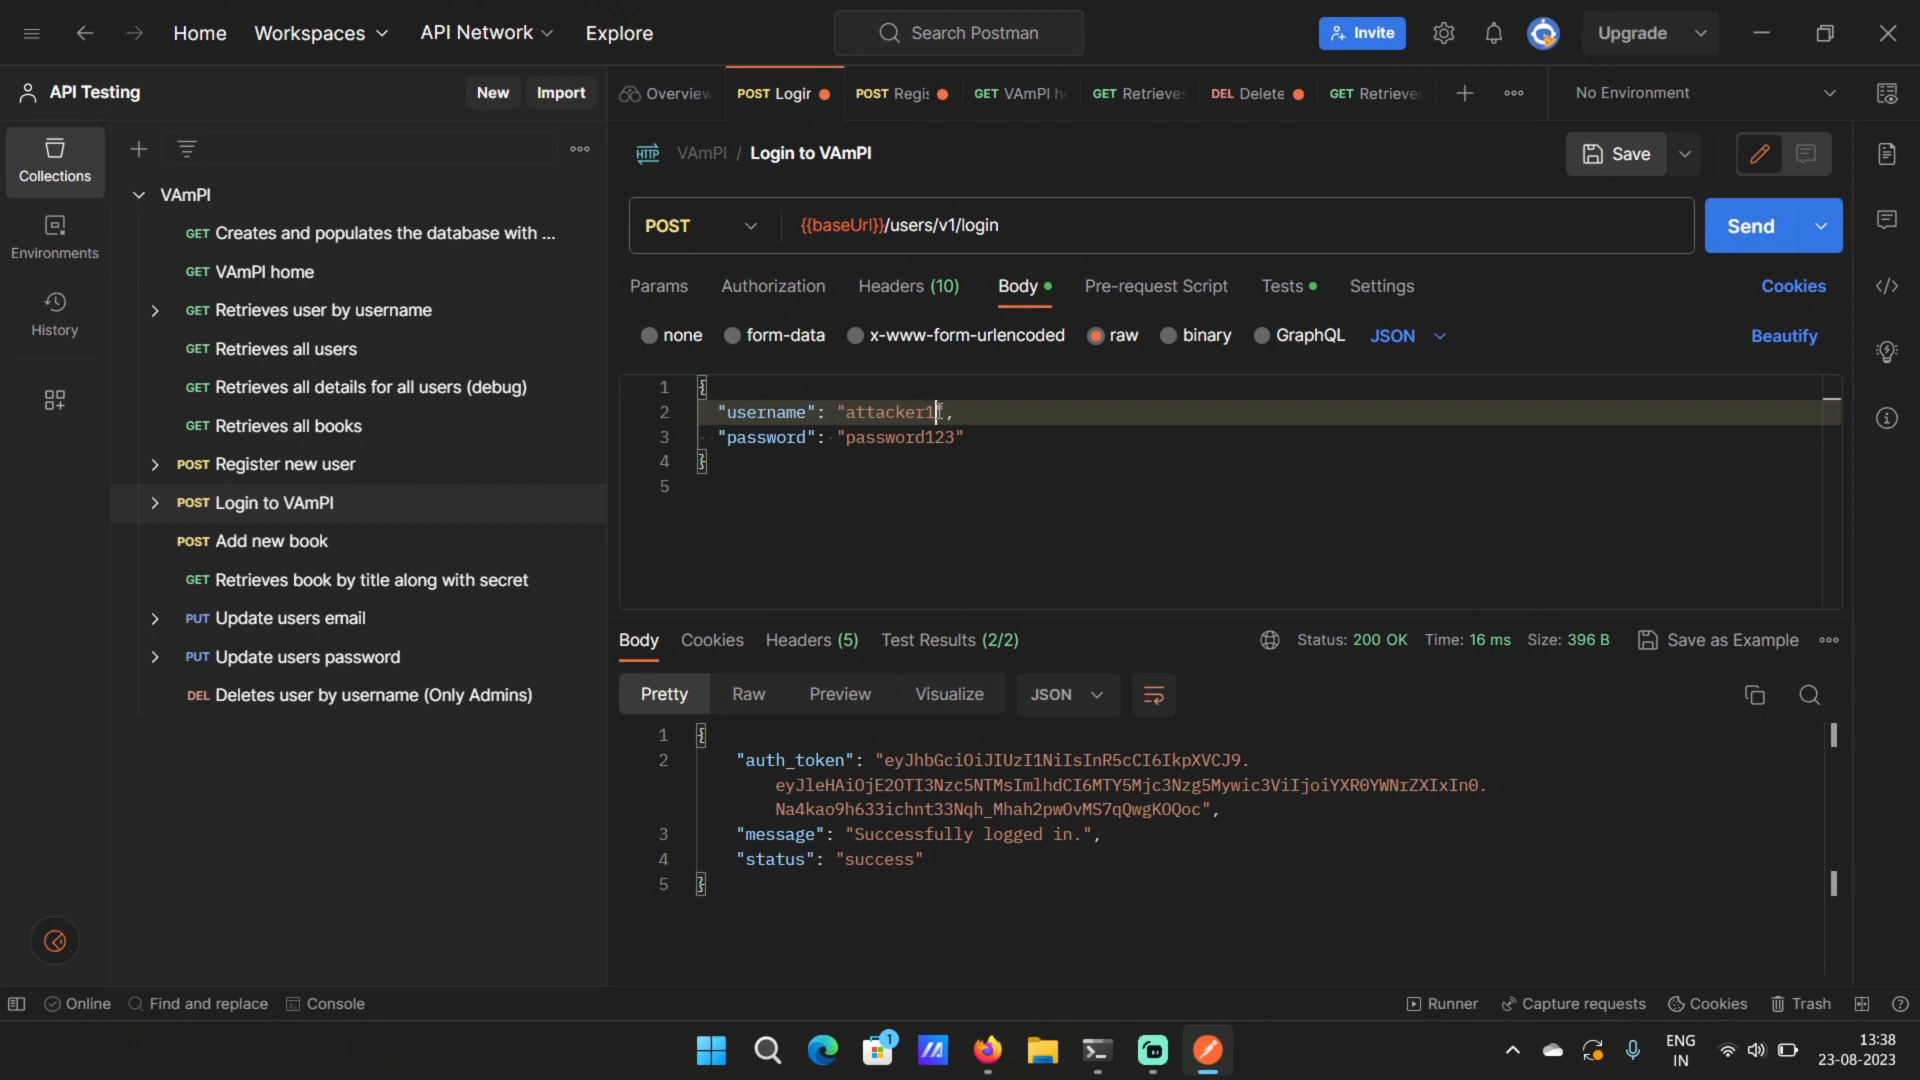 Home
Workspaces
API Network
Explore
Search Postman
Invite
Upgrade
API Testing
New
Import
Overview
POST Login
POST Regis
GET VAmPI h
GET Retrieves
DEL Delete
GET Retrieves
No Environment
Collections
Environments
History
VAmPI
GET Creates and populates the database with ...
GET VAmPI home
GET Retrieves user by username
GET Retrieves all users
GET Retrieves all details for all users (debug)
GET Retrieves all books
POST Register new user
POST Login to VAmPI
POST Add new book
GET Retrieves book by title along with secret
PUT Update users email
PUT Update users password
DEL Deletes user by username (Only Admins)
HTTP VAmPI / Login to VAmPI
Save
POST
{{baseUrl}}/users/v1/login
Send
Params
Authorization
Headers (10)
Body
Pre-request Script
Tests
Settings
Cookies
none
form-data
x-www-form-urlencoded
raw
binary
GraphQL
JSON
Beautify
1 {
2 "username": "attacker1",
3 "password": "password123"
4 }
5
Body
Cookies
Headers (5)
Test Results (2/2)
Status: 200 OK
Time: 16 ms
Size: 396 B
Save as Example
Pretty
Raw
Preview
Visualize
JSON
1 {
2 "auth_token": "eyJhbGciOiJIUzI1NiIsInR5cCI6IkpXVCJ9.
eyJleHAiOjE2OTI3Nzc5NTMsImlhdCI6MTY5Mjc3Nzg5Mywic3ViIjoiYXR0YWNrZXIxIn0.
Na4kao9h633ichnt33Nqh_Mhah2pwOvMS7qQwgKOQoc",
3 "message": "Successfully logged in.",
4 "status": "success"
5 }
Online
Find and replace
Console
Runner
Capture requests
Cookies
Trash
1
ENG
IN
13:38
23-08-2023